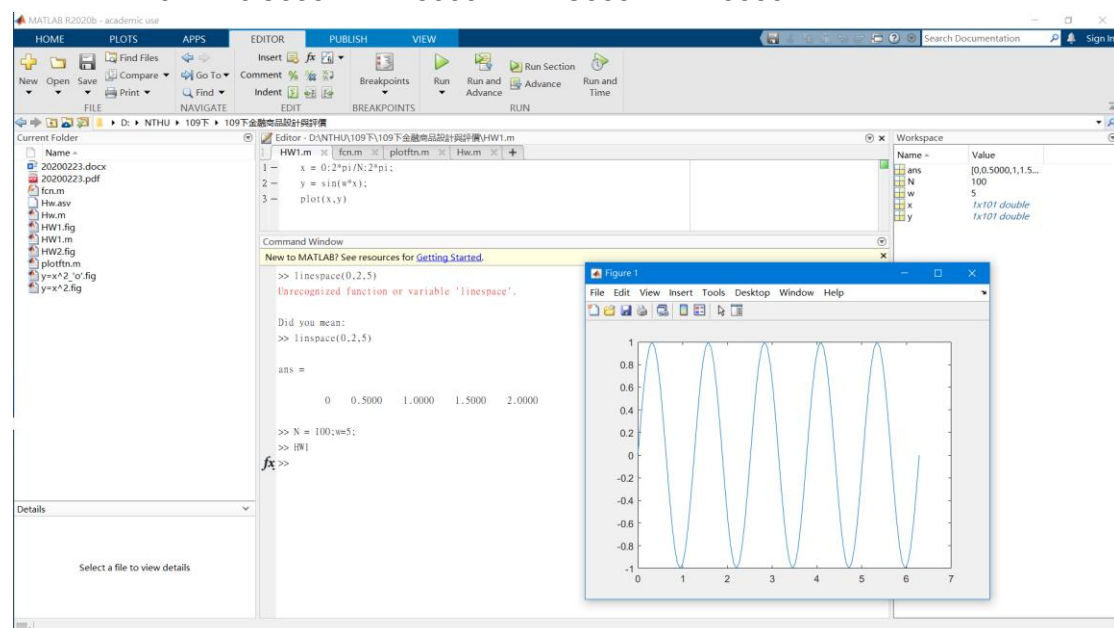 MATLAB R2020b - academic use
HOME PLOTS APPS EDITOR PUBLISH VIEW Search Documentation Sign In
New Open Save Find Files Compare Print
Go To Find
Insert fx
Comment %
Indent
Breakpoints
Run Run and Advance Run Section Advance Run and Time
FILE NAVIGATE EDIT BREAKPOINTS RUN
D: ▸ NTHU ▸ 109下 ▸ 109下金融商品設計與評價
Current Folder
Name
20200223.docx
20200223.pdf
fcn.m
Hw.asv
Hw.m
HW1.fig
HW1.m
HW2.fig
plotftn.m
y=x^2_'o'.fig
y=x^2.fig
Details
Select a file to view details
Editor - D:\NTHU\109下\109下金融商品設計與評價\HW1.m
HW1.m fcn.m plotftn.m Hw.m +
1 - x = 0:2*pi/N:2*pi;
2 - y = sin(w*x);
3 - plot(x,y)
Command Window
New to MATLAB? See resources for Getting Started.
>> linespace(0,2,5)
Unrecognized function or variable 'linespace'.
Did you mean:
>> linspace(0,2,5)
ans =
0 0.5000 1.0000 1.5000 2.0000
>> N = 100;w=5;
>> HW1
fx >>
Workspace
Name Value
ans [0,0.5000,1,1.5...
N 100
w 5
x 1x101 double
y 1x101 double
Figure 1
File Edit View Insert Tools Desktop Window Help
1
0.8
0.6
0.4
0.2
0
-0.2
-0.4
-0.6
-0.8
-1
0 1 2 3 4 5 6 7